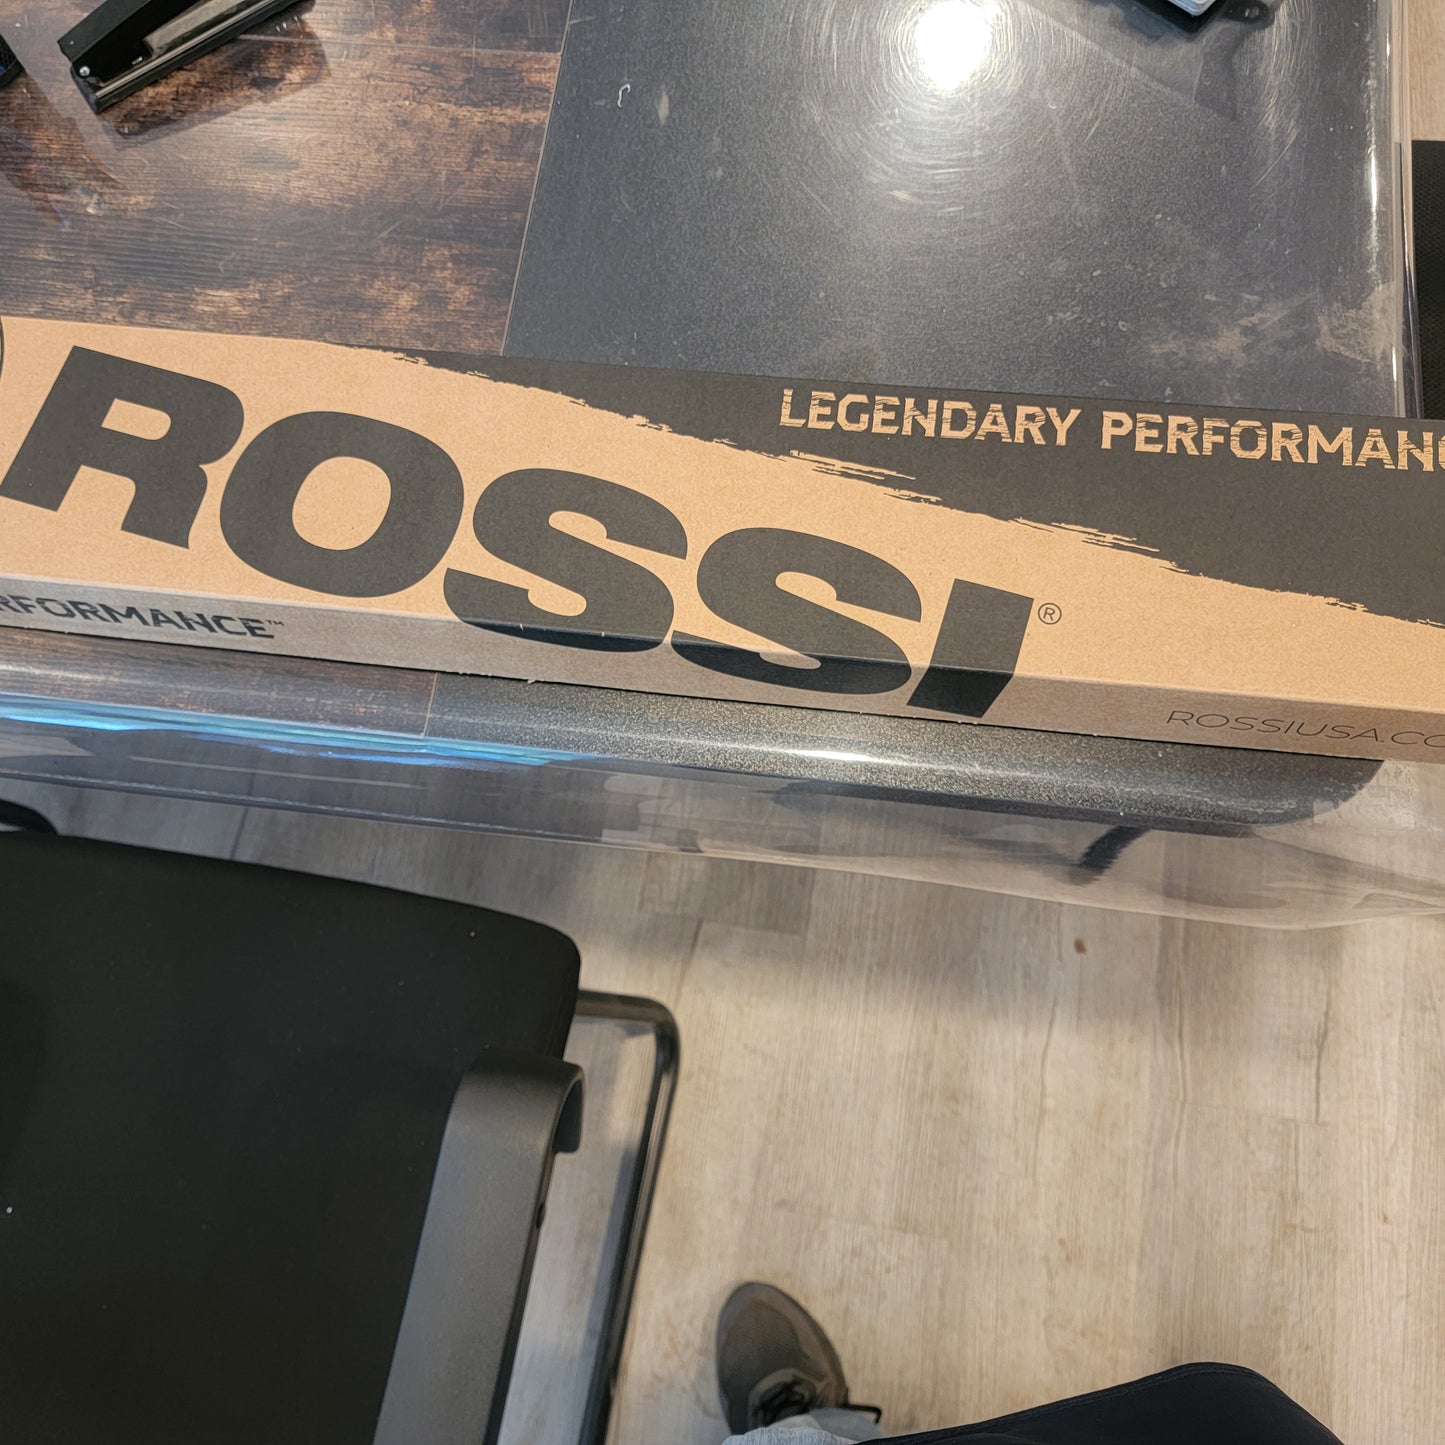 LEGENDARY PERFORMANC
ROSSI®
RFORMANCE™
ROSSIUSA.CO